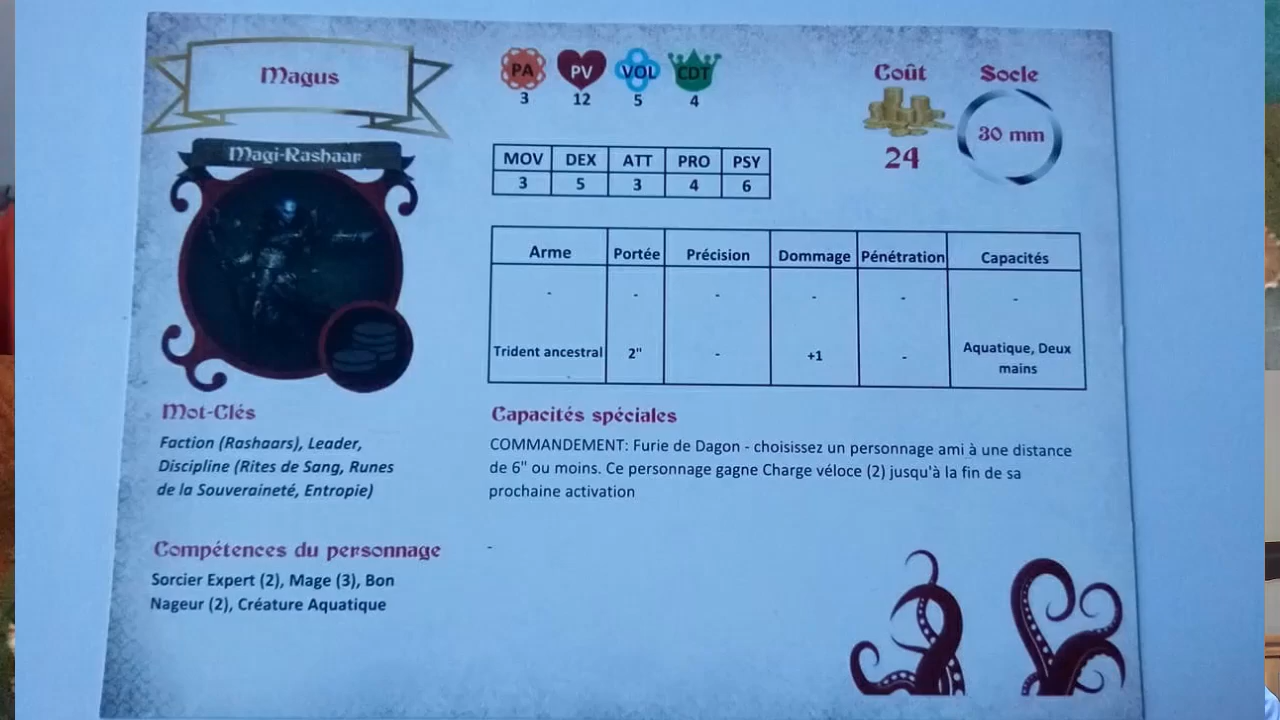 Magus
Magi-Rashaar
PA PV VOL CDT
3 12 5 4
Coût
24
Socle
30 mm
MOV DEX ATT PRO PSY
3 5 3 4 6
Arme Portée Précision Dommage Pénétration Capacités
- - - - - -
Trident ancestral 2" - +1 - Aquatique, Deux
mains
Mot-Clés
Faction (Rashaars), Leader,
Discipline (Rites de Sang, Runes
de la Souveraineté, Entropie)
Capacités spéciales
COMMANDEMENT: Furie de Dagon - choisissez un personnage ami à une distance
de 6" ou moins. Ce personnage gagne Charge véloce (2) jusqu'à la fin de sa
prochaine activation
-
Compétences du personnage
Sorcier Expert (2), Mage (3), Bon
Nageur (2), Créature Aquatique